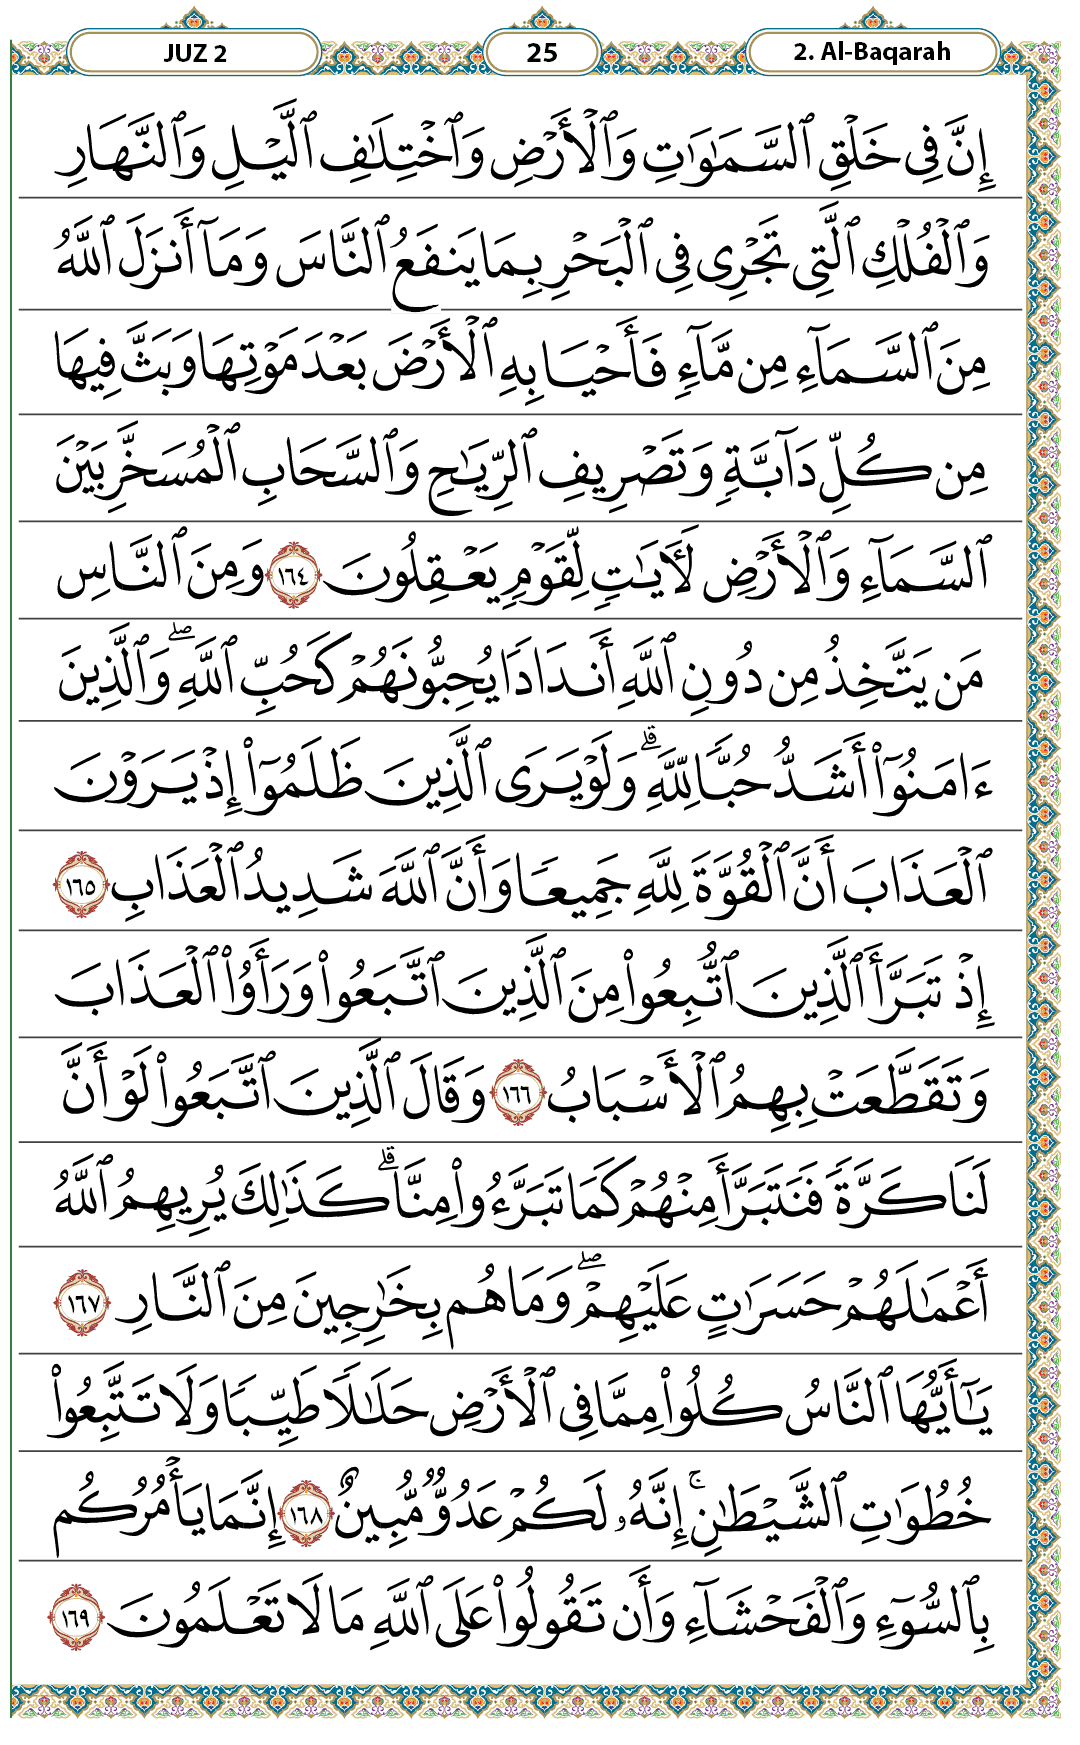 JUZ 2 25 2. Al-Baqarah
إِنَّ فِى خَلْقِ ٱلسَّمَـٰوَٰتِ وَٱلْأَرْضِ وَٱخْتِلَـٰفِ ٱلَّيْلِ وَٱلنَّهَارِ
وَٱلْفُلْكِ ٱلَّتِى تَجْرِى فِى ٱلْبَحْرِ بِمَا يَنفَعُ ٱلنَّاسَ وَمَآ أَنزَلَ ٱللَّهُ
مِنَ ٱلسَّمَآءِ مِن مَّآءٍ فَأَحْيَا بِهِ ٱلْأَرْضَ بَعْدَ مَوْتِهَا وَبَثَّ فِيهَا
مِن كُلِّ دَآبَّةٍ وَتَصْرِيفِ ٱلرِّيَـٰحِ وَٱلسَّحَابِ ٱلْمُسَخَّرِ بَيْنَ
ٱلسَّمَآءِ وَٱلْأَرْضِ لَـَٔايَـٰتٍ لِّقَوْمٍ يَعْقِلُونَ ١٦٤ وَمِنَ ٱلنَّاسِ
مَن يَتَّخِذُ مِن دُونِ ٱللَّهِ أَندَادًا يُحِبُّونَهُمْ كَحُبِّ ٱللَّهِ ۖ وَٱلَّذِينَ
ءَامَنُوٓا۟ أَشَدُّ حُبًّا لِّلَّهِ ۗ وَلَوْ يَرَى ٱلَّذِينَ ظَلَمُوٓا۟ إِذْ يَرَوْنَ
ٱلْعَذَابَ أَنَّ ٱلْقُوَّةَ لِلَّهِ جَمِيعًا وَأَنَّ ٱللَّهَ شَدِيدُ ٱلْعَذَابِ ١٦٥
إِذْ تَبَرَّأَ ٱلَّذِينَ ٱتُّبِعُوا۟ مِنَ ٱلَّذِينَ ٱتَّبَعُوا۟ وَرَأَوُا۟ ٱلْعَذَابَ
وَتَقَطَّعَتْ بِهِمُ ٱلْأَسْبَابُ ١٦٦ وَقَالَ ٱلَّذِينَ ٱتَّبَعُوا۟ لَوْ أَنَّ
لَنَا كَرَّةً فَنَتَبَرَّأَ مِنْهُمْ كَمَا تَبَرَّءُوا۟ مِنَّا ۗ كَذَٰلِكَ يُرِيهِمُ ٱللَّهُ
أَعْمَـٰلَهُمْ حَسَرَٰتٍ عَلَيْهِمْ ۖ وَمَا هُم بِخَـٰرِجِينَ مِنَ ٱلنَّارِ ١٦٧
يَـٰٓأَيُّهَا ٱلنَّاسُ كُلُوا۟ مِمَّا فِى ٱلْأَرْضِ حَلَـٰلًا طَيِّبًا وَلَا تَتَّبِعُوا۟
خُطُوَٰتِ ٱلشَّيْطَـٰنِ ۚ إِنَّهُۥ لَكُمْ عَدُوٌّ مُّبِينٌ ١٦٨ إِنَّمَا يَأْمُرُكُم
بِٱلسُّوٓءِ وَٱلْفَحْشَآءِ وَأَن تَقُولُوا۟ عَلَى ٱللَّهِ مَا لَا تَعْلَمُونَ ١٦٩